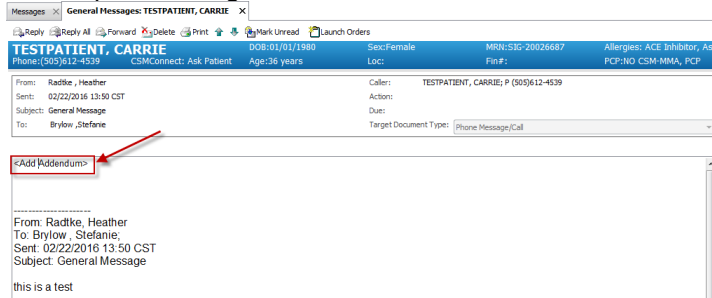 Messages × General Messages: TESTPATIENT, CARRIE ×
Reply Reply All Forward Delete Print Mark Unread Launch Orders
TESTPATIENT, CARRIE DOB:01/01/1980 Sex:Female MRN:SIG-20026687 Allergies: ACE Inhibitor, As
Phone:(505)612-4539 CSMConnect: Ask Patient Age:36 years Loc: Fin#: PCP:NO CSM-MMA, PCP
From: Radtke , Heather Caller: TESTPATIENT, CARRIE; P (505)612-4539
Sent: 02/22/2016 13:50 CST Action:
Subject: General Message Due:
To: Brylow ,Stefanie Target Document Type: Phone Message/Call
<Add Addendum>
--------------------
From: Radtke, Heather
To: Brylow , Stefanie;
Sent: 02/22/2016 13:50 CST
Subject: General Message
this is a test